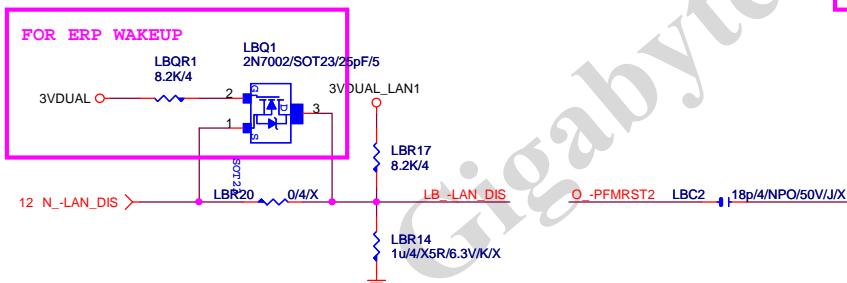 FOR ERP WAKEUP
LBQ1
2N7002/SOT23/25pF/5
LBQR1
8.2K/4
3VDUAL
2
G
D
3
1
S
3VDUAL_LAN1
SOT23
LBR17
8.2K/4
12 N_-LAN_DIS
LBR20
0/4/X
LB_-LAN_DIS
O_-PFMRST2
LBC2
18p/4/NPO/50V/J/X
LBR14
1u/4/X5R/6.3V/K/X
Gigabyte